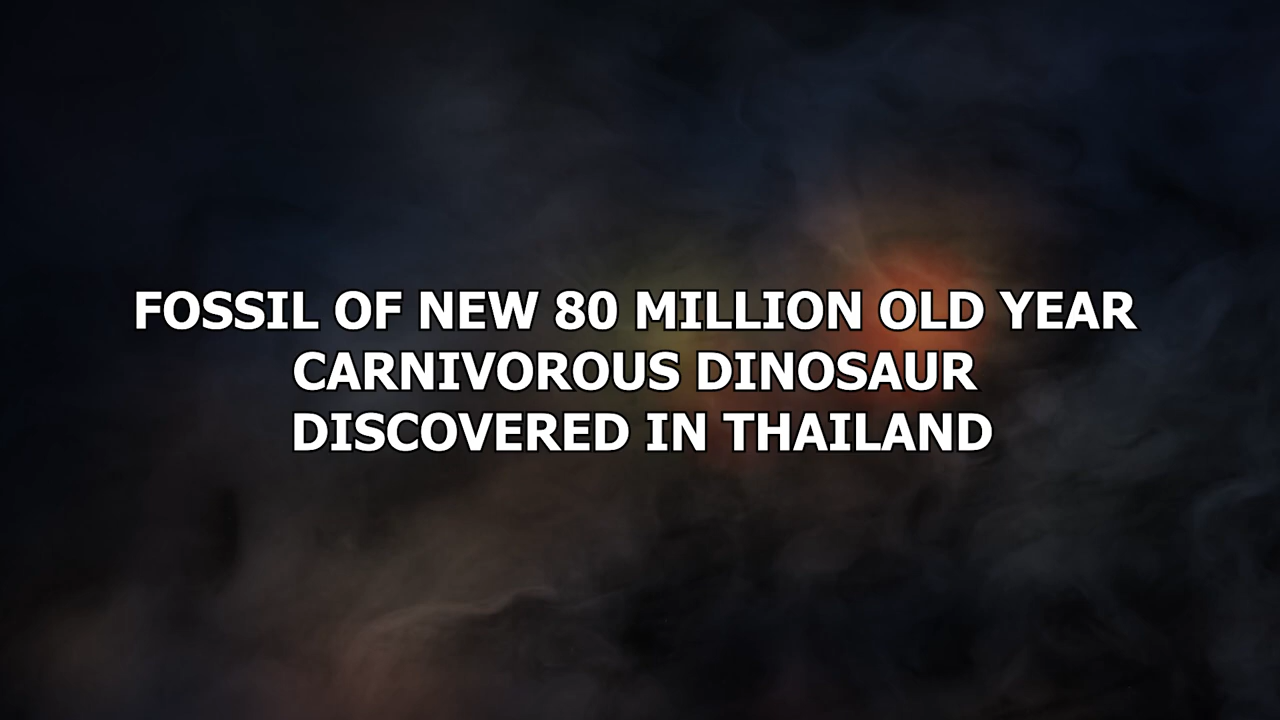 FOSSIL OF NEW 80 MILLION OLD YEAR
CARNIVOROUS DINOSAUR
DISCOVERED IN THAILAND